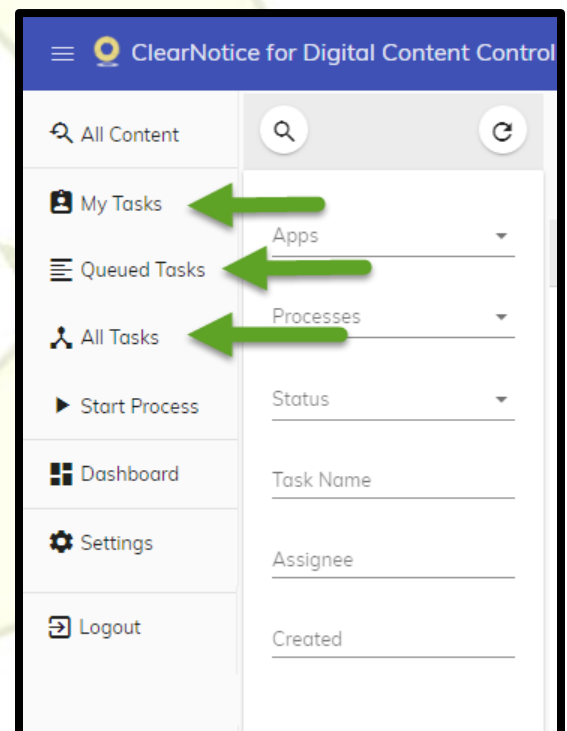 ClearNotice for Digital Content Control
All Content
My Tasks
Queued Tasks
All Tasks
Start Process
Dashboard
Settings
Logout
Apps
Processes
Status
Task Name
Assignee
Created